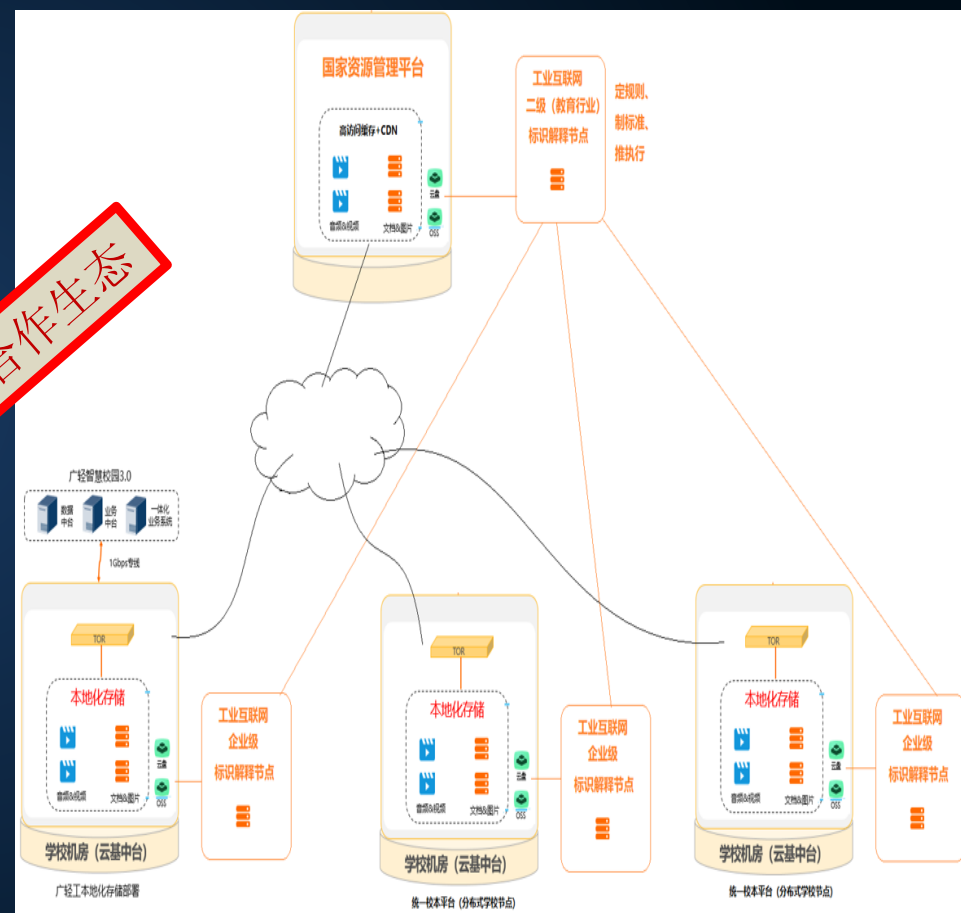 国家资源管理平台
高访问缓存+CDN
音频&视频
文档&图片
云盘
OSS
工业互联网
二级（教育行业）
标识解释节点
定规则、
制标准、
推执行
合作生态
广轻智慧校园3.0
数据
中台
业务
中台
一体化
业务系统
1Gbps专线
TOR
本地化存储
音频&视频
文档&图片
云盘
OSS
学校机房（云基中台）
广轻工本地化存储部署
工业互联网
企业级
标识解释节点
TOR
本地化存储
音频&视频
文档&图片
云盘
OSS
学校机房（云基中台）
统一校本平台（分布式学校节点）
工业互联网
企业级
标识解释节点
TOR
本地化存储
音频&视频
文档&图片
云盘
OSS
学校机房（云基中台）
统一校本平台（分布式学校节点）
工业互联网
企业级
标识解释节点